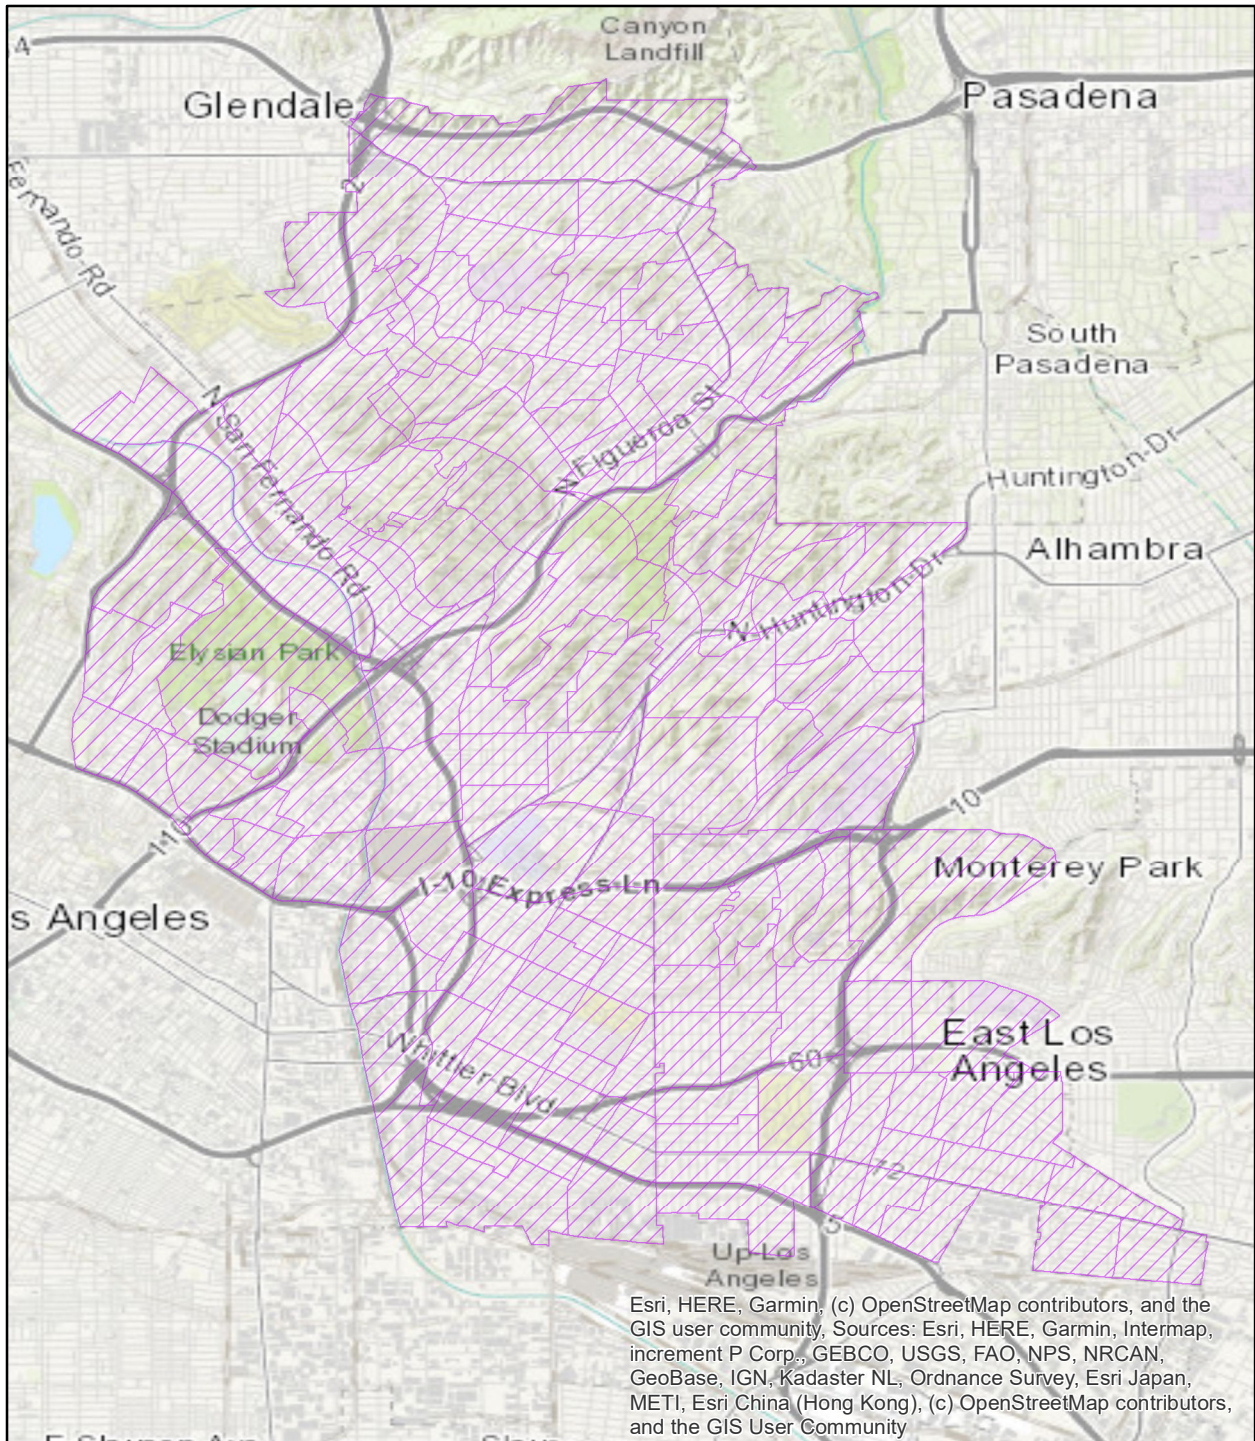 Canyon
Landfill
4
Glendale
Pasadena
2
Fernando Rd
South
Pasadena
N San Fernando Rd
N Figueroa St
Huntington Dr
Alhambra
N Huntington Dr
Elysian Park
Dodger
Stadium
10
110
Monterey Park
I-10 Express Ln
s Angeles
East Los
Angeles
Whittier Blvd
60
72
5
Up-Los
Angeles
Esri, HERE, Garmin, (c) OpenStreetMap contributors, and the
GIS user community, Sources: Esri, HERE, Garmin, Intermap,
increment P Corp., GEBCO, USGS, FAO, NPS, NRCAN,
GeoBase, IGN, Kadaster NL, Ordnance Survey, Esri Japan,
METI, Esri China (Hong Kong), (c) OpenStreetMap contributors,
and the GIS User Community